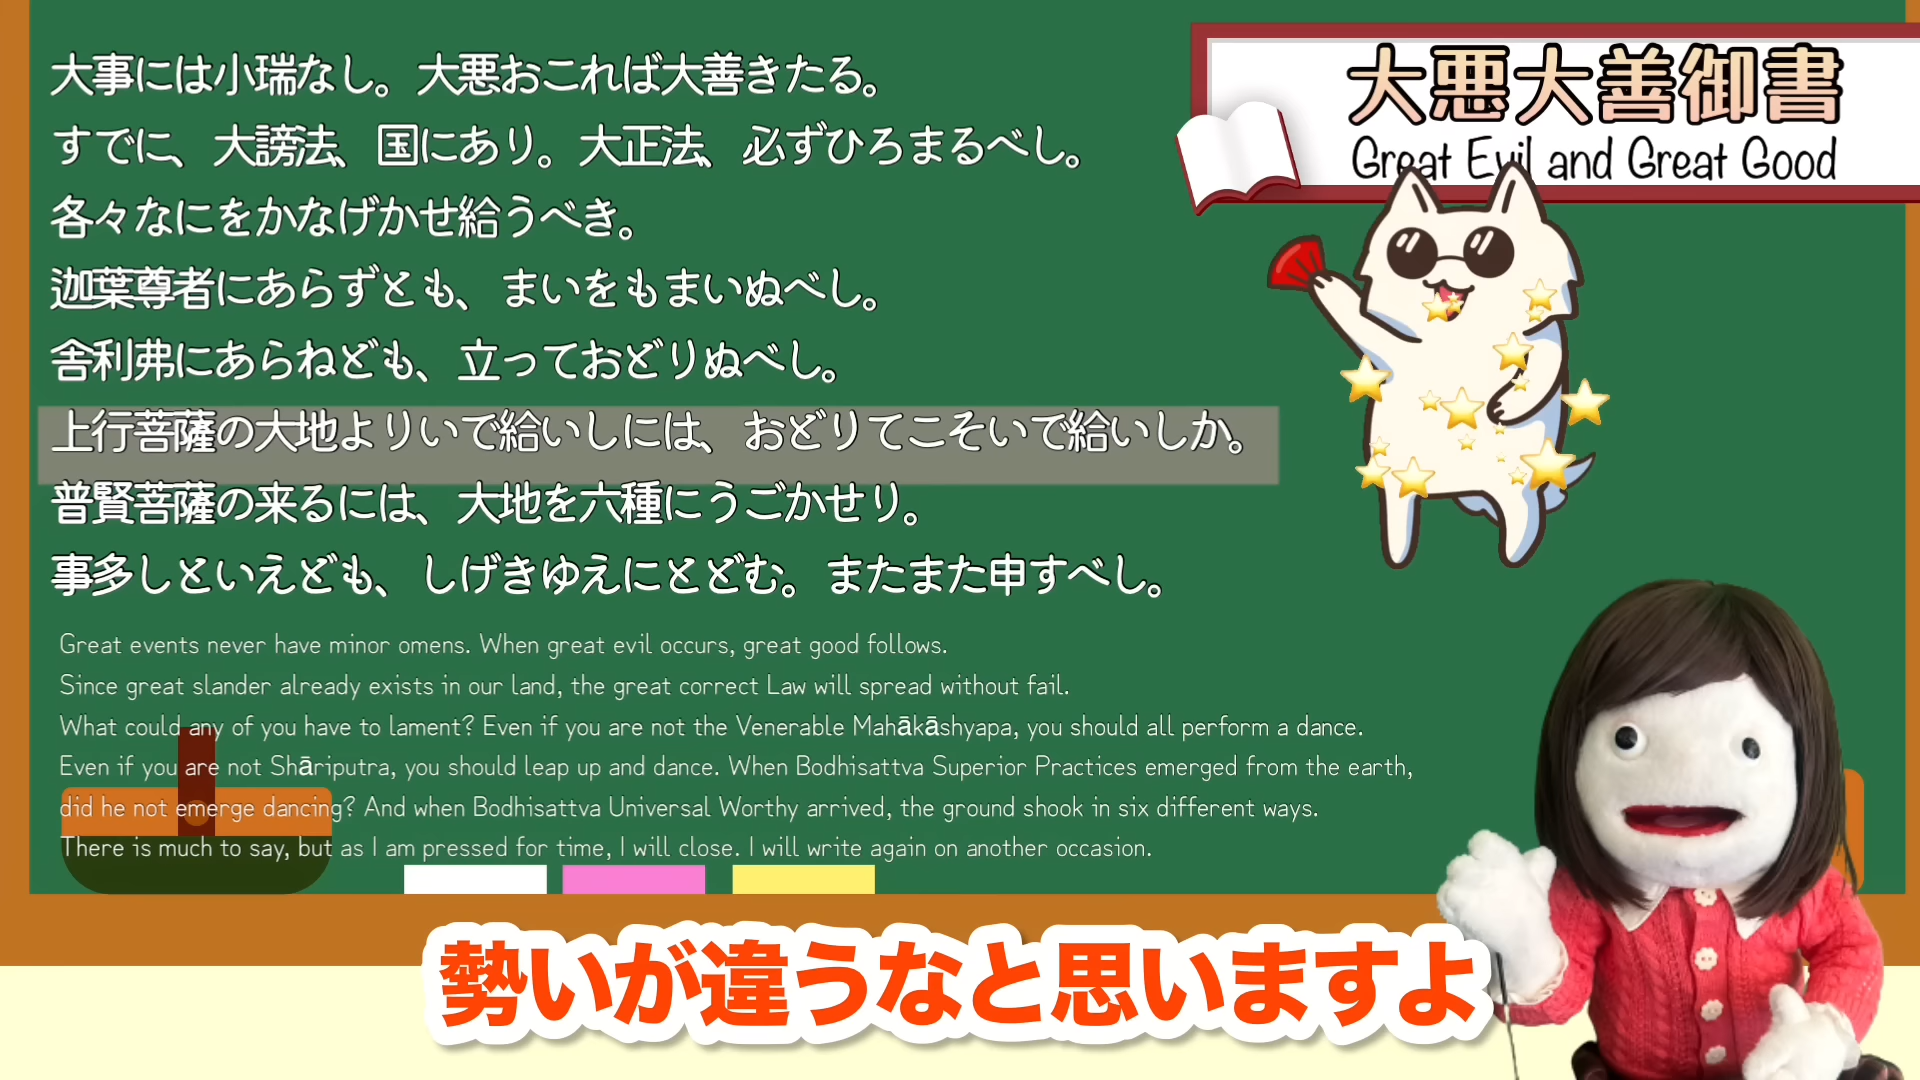 大悪大善御書
Great Evil and Great Good
大事には小瑞なし。大悪おこれば大善きたる。
すでに、大謗法、国にあり。大正法、必ずひろまるべし。
各々なにをかなげかせ給うべき。
迦葉尊者にあらずとも、まいをもまいぬべし。
舎利弗にあらねども、立っておどりぬべし。
上行菩薩の大地よりいで給いしには、おどりてこそいで給いしか。
普賢菩薩の来るには、大地を六種にうごかせり。
事多しといえども、しげきゆえにとどむ。またまた申すべし。
Great events never have minor omens. When great evil occurs, great good follows.
Since great slander already exists in our land, the great correct Law will spread without fail.
What could any of you have to lament? Even if you are not the Venerable Mahākāshyapa, you should all perform a dance.
Even if you are not Shāriputra, you should leap up and dance. When Bodhisattva Superior Practices emerged from the earth,
did he not emerge dancing? And when Bodhisattva Universal Worthy arrived, the ground shook in six different ways.
There is much to say, but as I am pressed for time, I will close. I will write again on another occasion.
勢いが違うなと思いますよ